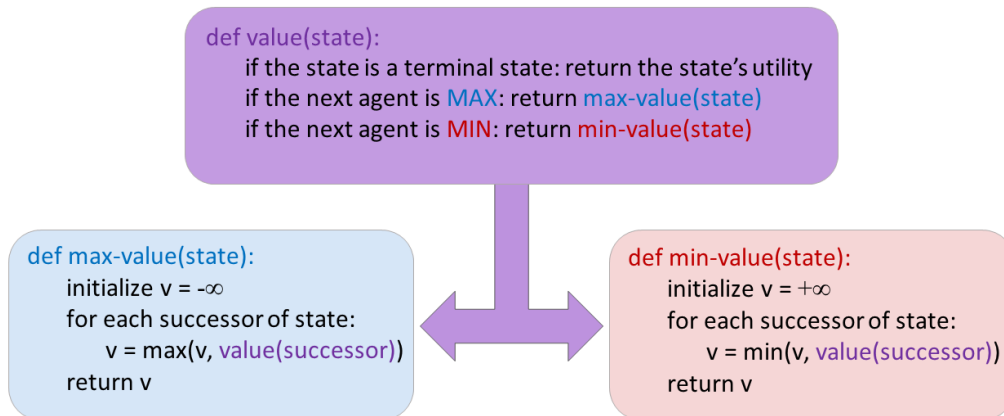 def value(state):
if the state is a terminal state: return the state’s utility
if the next agent is MAX: return max-value(state)
if the next agent is MIN: return min-value(state)
def max-value(state):
initialize v = -∞
for each successor of state:
v = max(v, value(successor))
return v
def min-value(state):
initialize v = +∞
for each successor of state:
v = min(v, value(successor))
return v